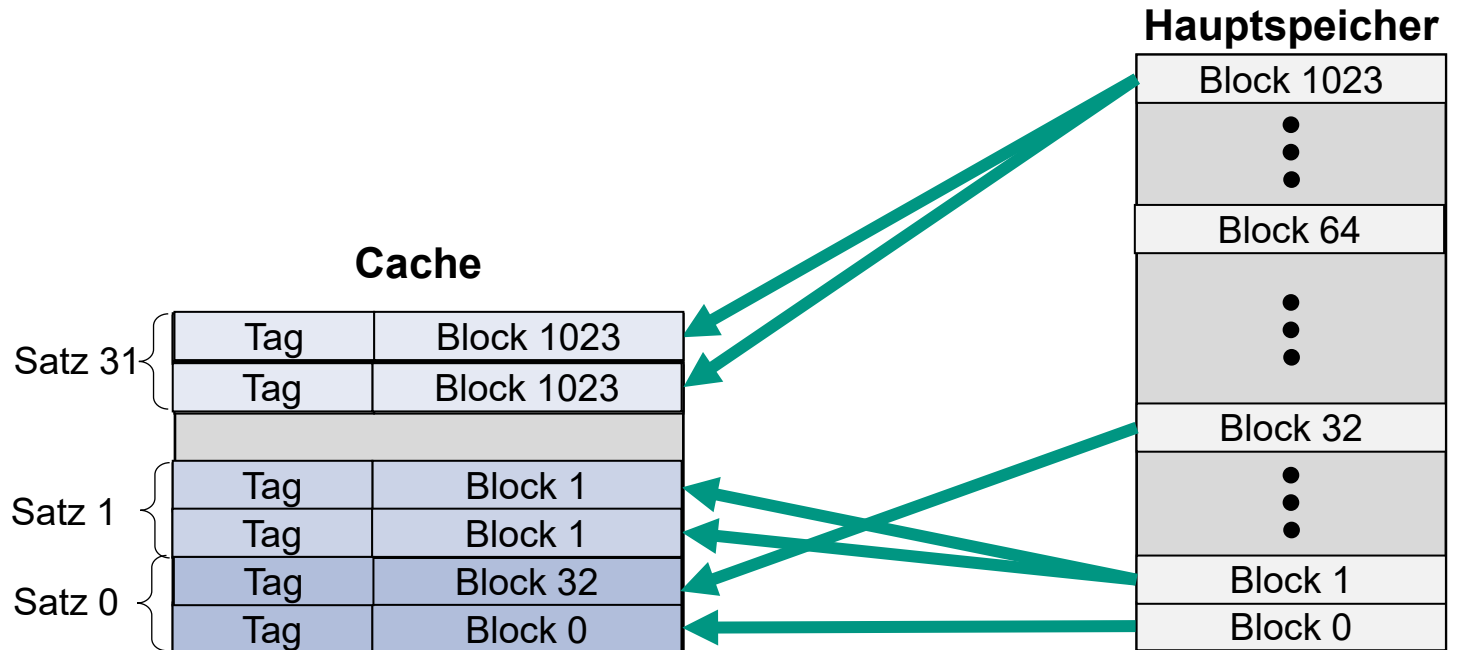 Hauptspeicher
Block 1023
Block 64
Block 32
Block 1
Block 0
Cache
Satz 31
Tag Block 1023
Tag Block 1023
Satz 1
Tag Block 1
Tag Block 1
Satz 0
Tag Block 32
Tag Block 0